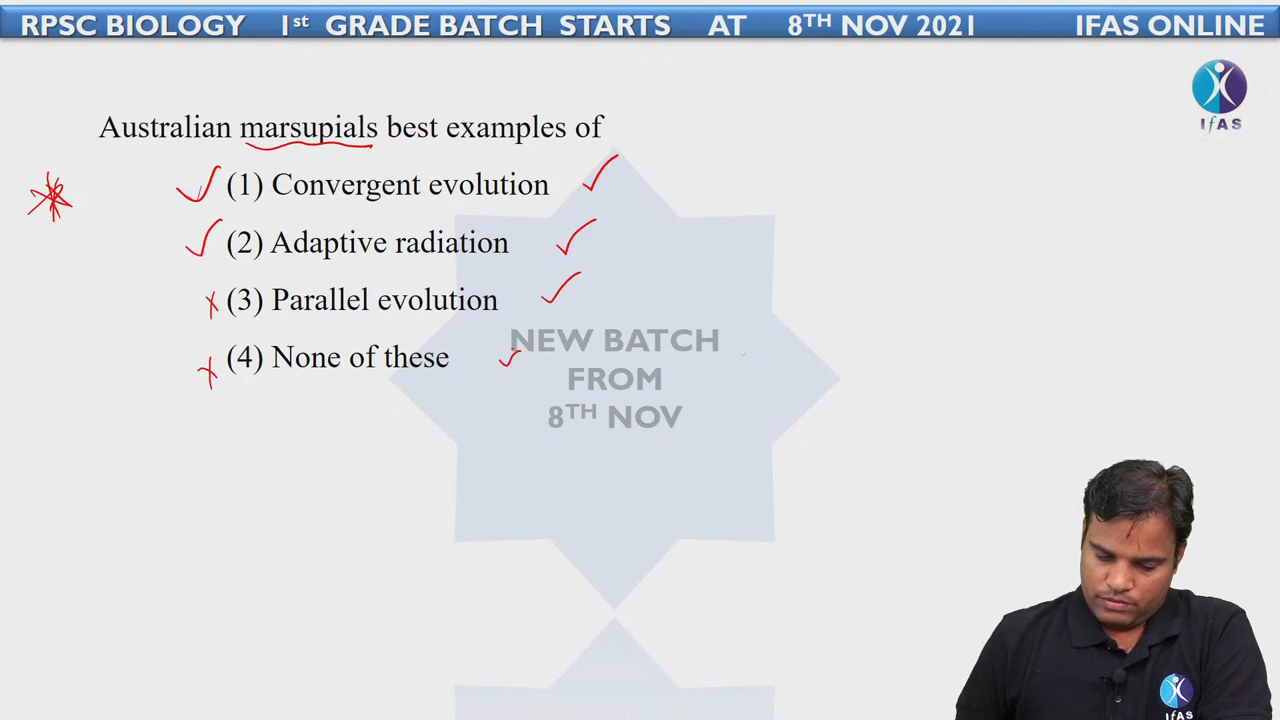 RPSC BIOLOGY 1st GRADE BATCH STARTS AT 8TH NOV 2021 IFAS ONLINE
IfAS
Australian marsupials best examples of
(1) Convergent evolution
(2) Adaptive radiation
(3) Parallel evolution
(4) None of these
NEW BATCH
FROM
8TH NOV
IfAS